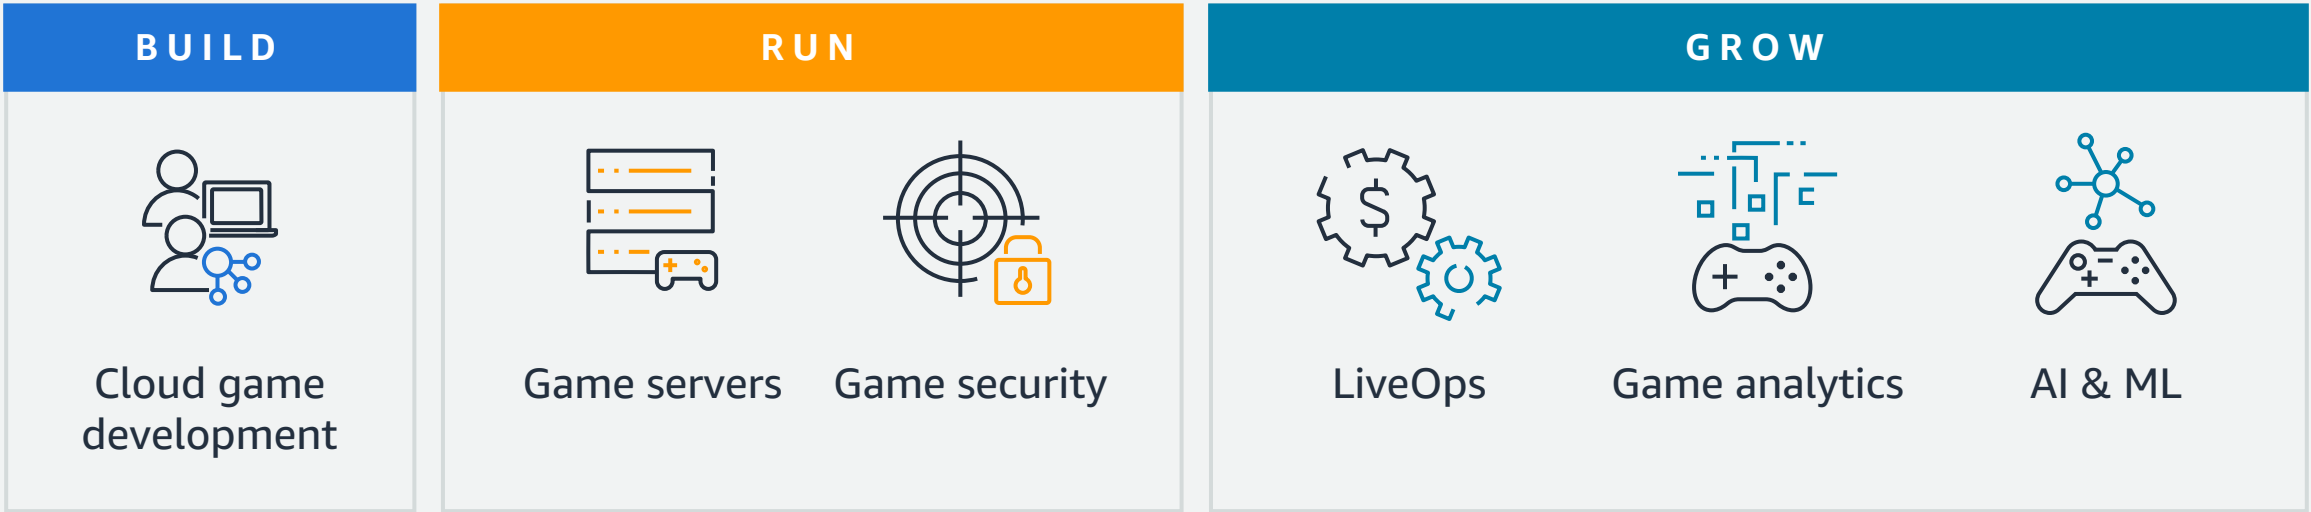 BUILD
RUN
GROW
Cloud game
development
Game servers
Game security
$
LiveOps
Game analytics
AI & ML